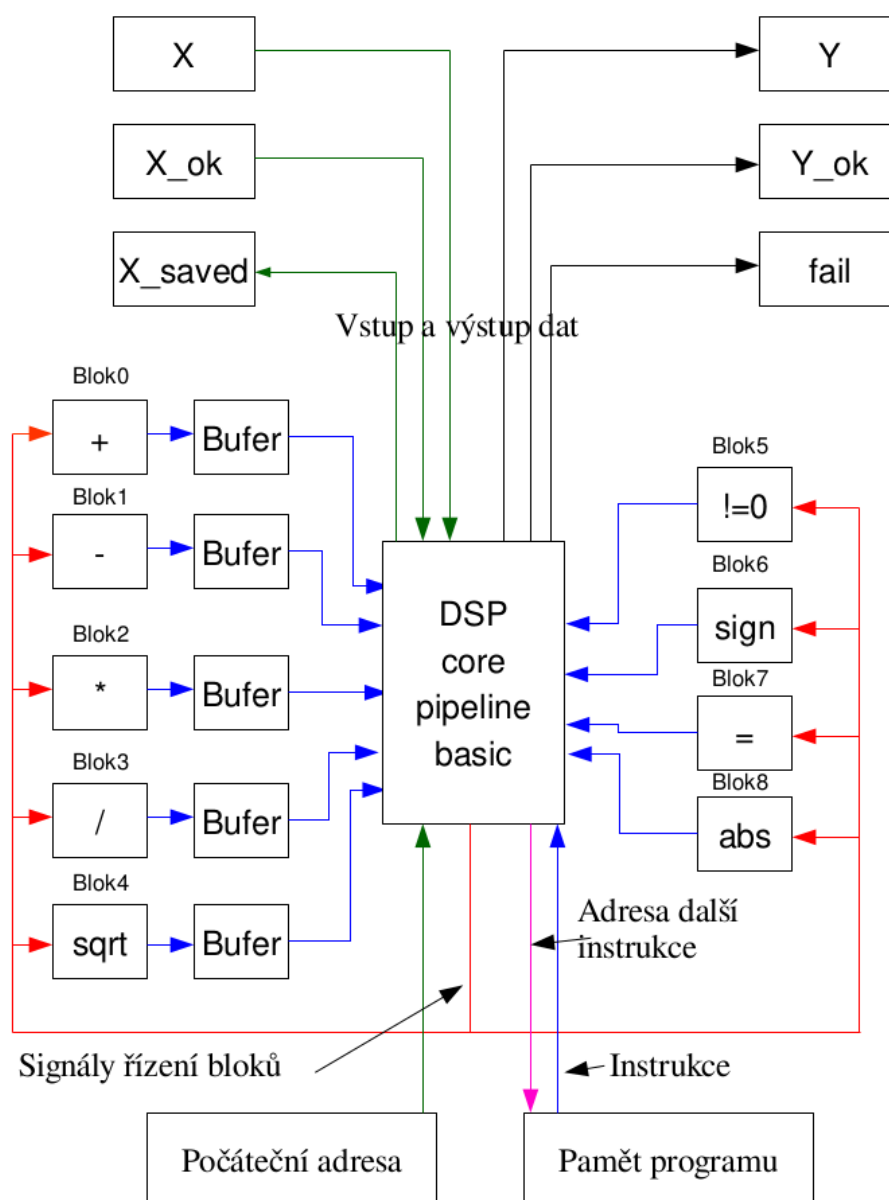 X
Y
X_ok
Y_ok
X_saved
fail
Vstup a výstup dat
Blok0
+
Bufer
Blok1
-
Bufer
Blok2
*
Bufer
Blok3
/
Bufer
Blok4
sqrt
Bufer
DSP
core
pipeline
basic
Blok5
!=0
Blok6
sign
Blok7
=
Blok8
abs
Adresa další
instrukce
Signály řízení bloků
Instrukce
Počáteční adresa
Pamět programu